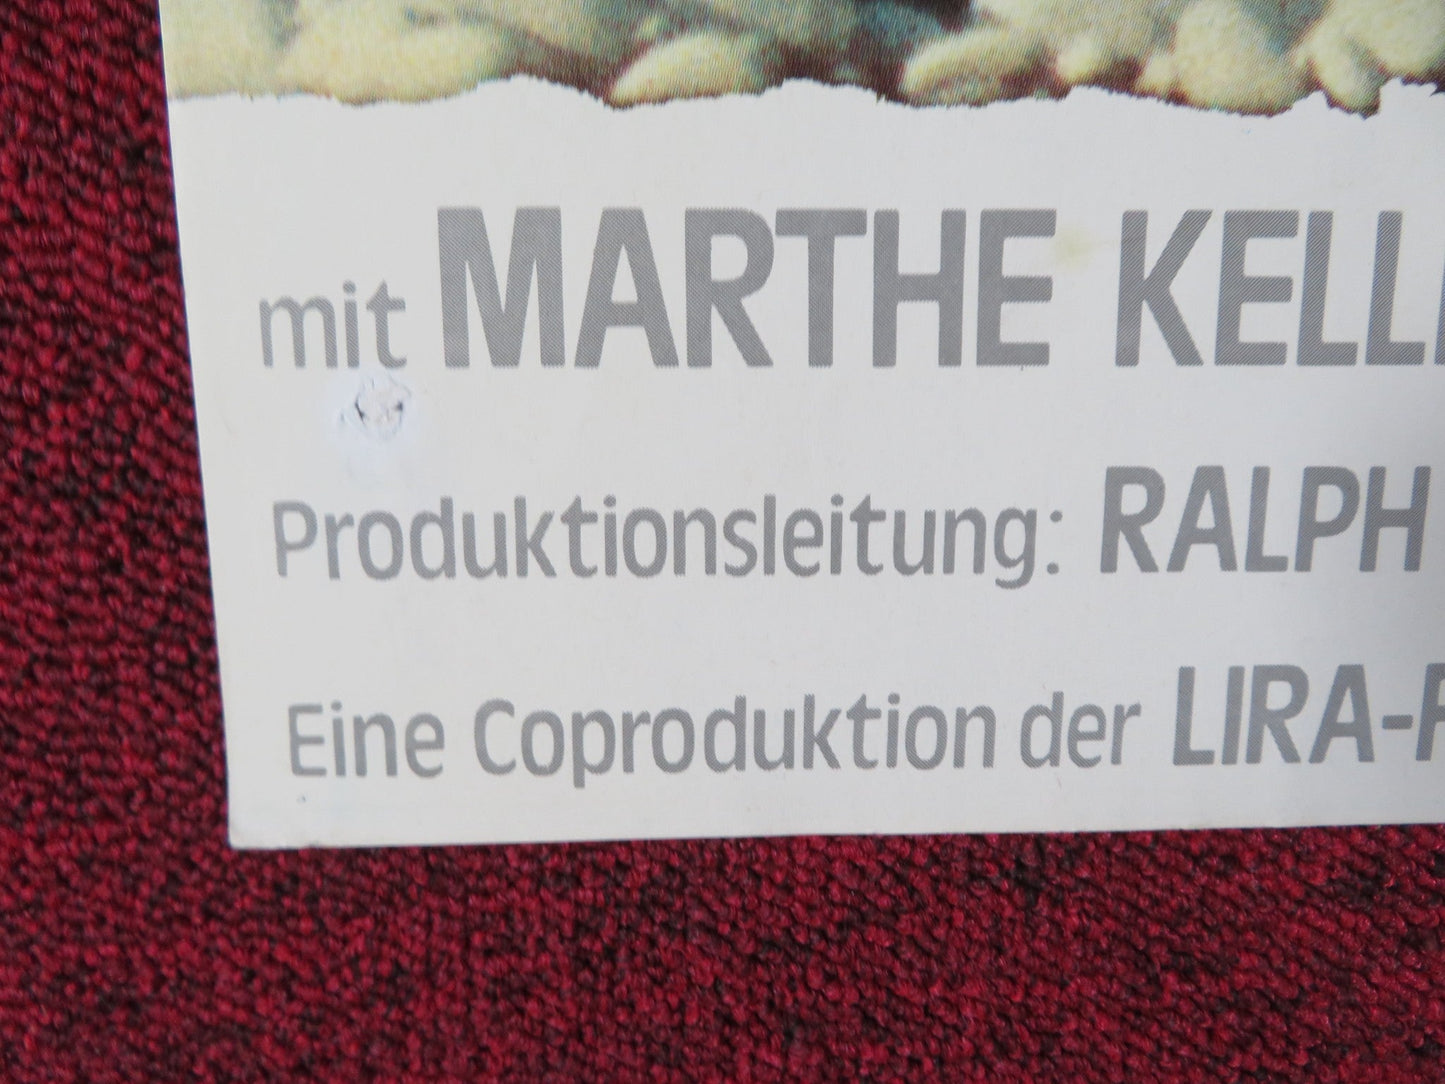 mit MARTHE KELL
Produktionsleitung: RALPH
Eine Coproduktion der LIRA-F